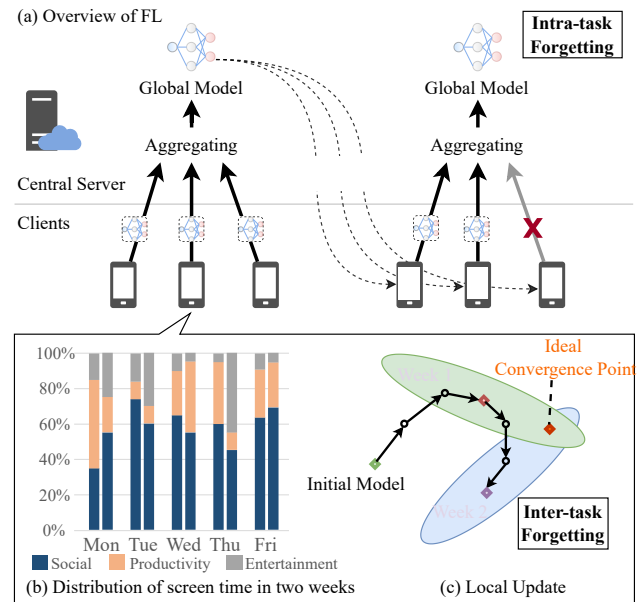 (a) Overview of FL
Intra-task
Forgetting
Global Model
Global Model
Aggregating
Aggregating
Central Server
Clients
X
100%
80%
60%
40%
20%
0%
Mon Tue Wed Thu Fri
Social Productivity Entertainment
(b) Distribution of screen time in two weeks
Ideal
Convergence Point
Week 1
Initial Model
Week 2
Inter-task
Forgetting
(c) Local Update